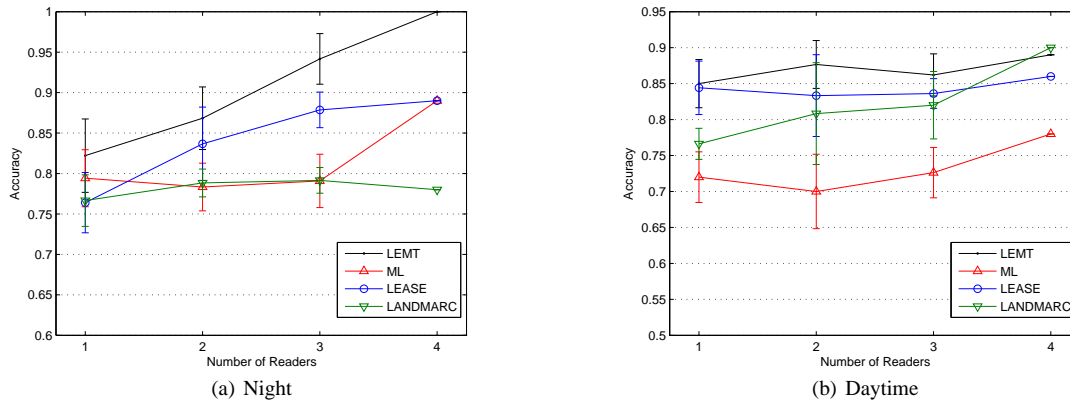 1
0.95
0.9
0.85
0.8
0.75
0.7
0.65
0.6
Accuracy
1 2 3 4
Number of Readers
LEMT
ML
LEASE
LANDMARC
(a) Night
0.95
0.9
0.85
0.8
0.75
0.7
0.65
0.6
0.55
0.5
Accuracy
1 2 3 4
Number of Readers
LEMT
ML
LEASE
LANDMARC
(b) Daytime